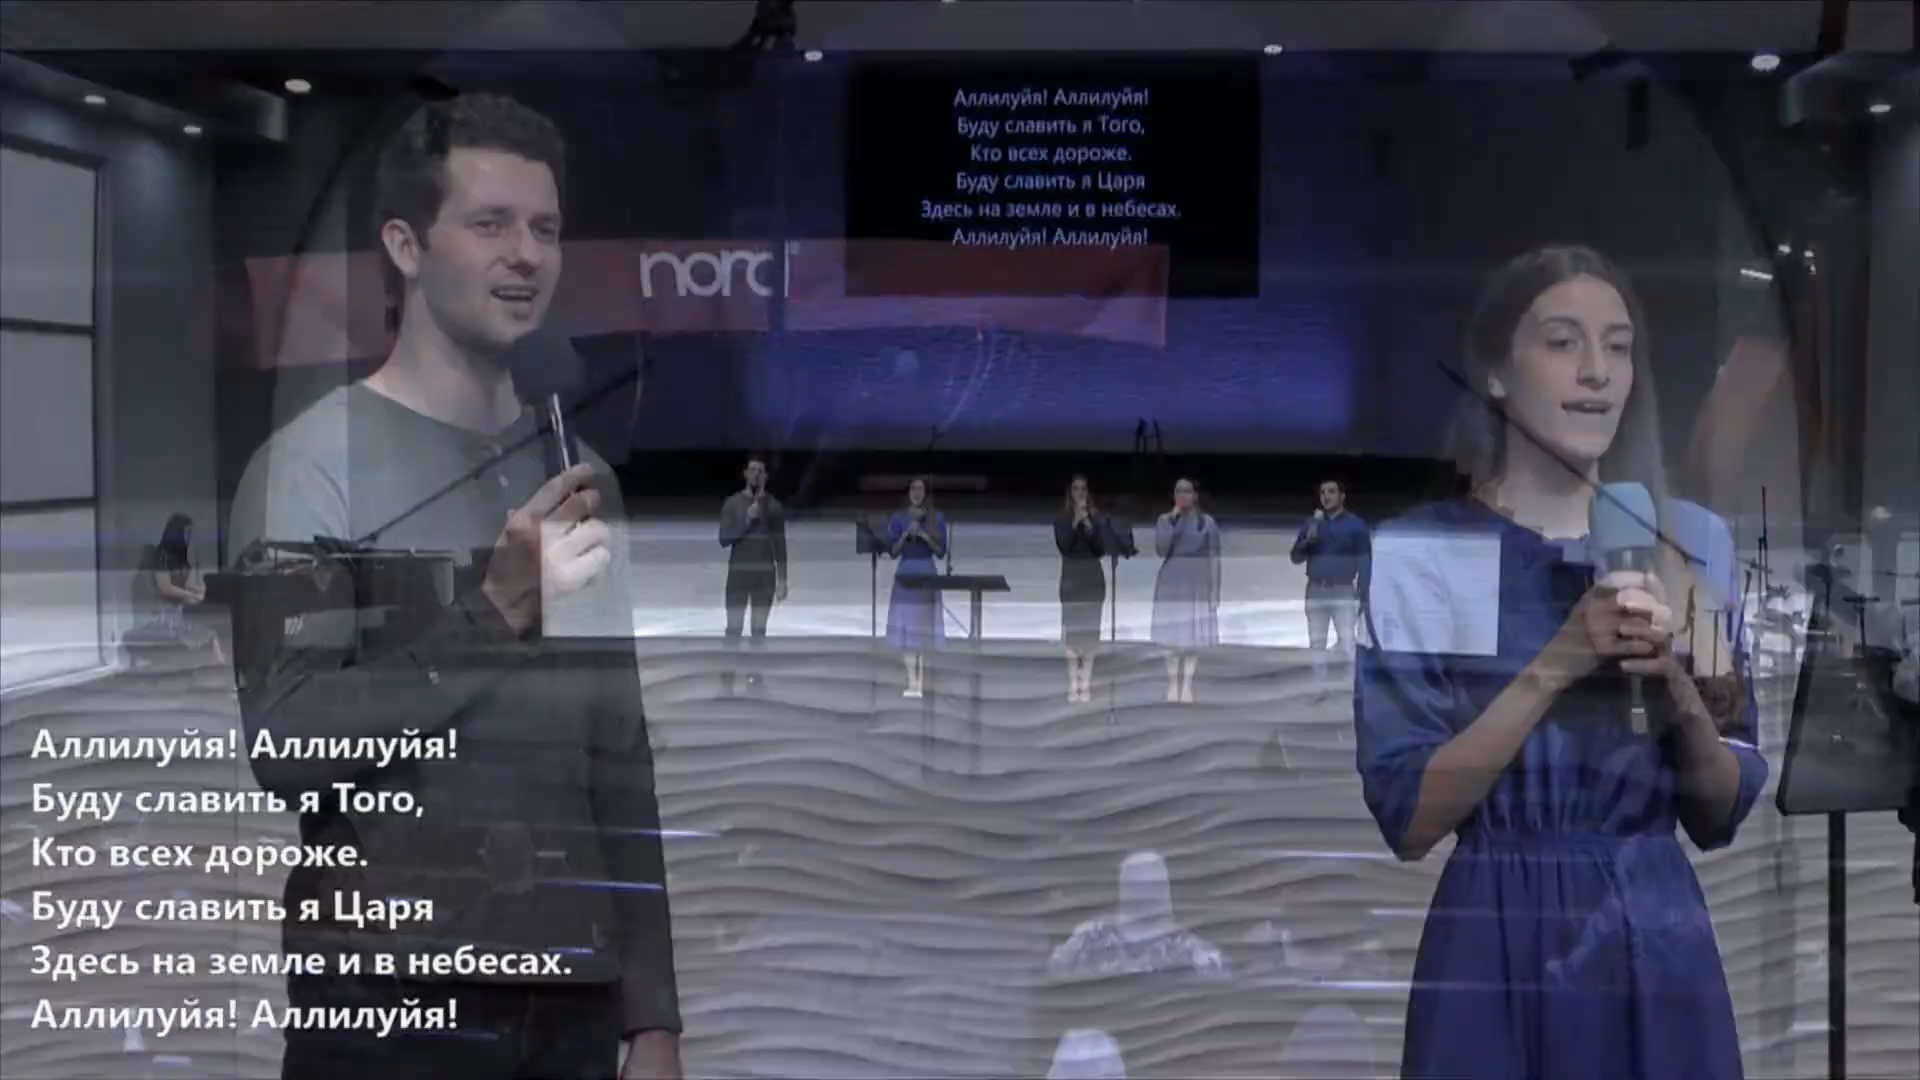 Аллилуйя! Аллилуйя!
Буду славить я Того,
Кто всех дороже.
Буду славить я Царя
Здесь на земле и в небесах.
Аллилуйя! Аллилуйя!
nord
Аллилуйя! Аллилуйя!
Буду славить я Того,
Кто всех дороже.
Буду славить я Царя
Здесь на земле и в небесах.
Аллилуйя! Аллилуйя!